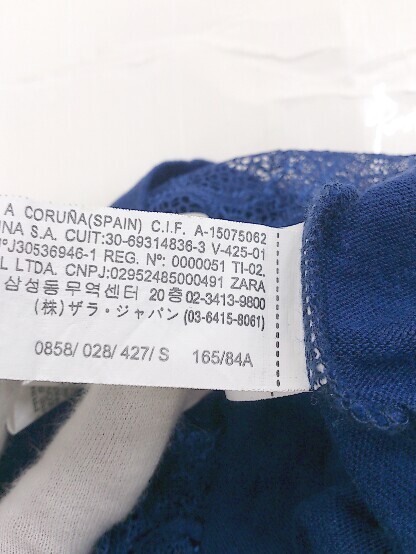 A CORUÑA(SPAIN) C.I.F. A-15075062
INA S.A. CUIT:30-69314836-3 V-425-01
Nº:J30536946-1 REG. Nº: 0000051 TI-02.
L LTDA. CNPJ:02952485000491 ZARA
삼성동무역센터 20층 02-3413-9800
(株)ザラ・ジャパン (03-6415-8061)
0858/ 028/ 427/ S 165/84A